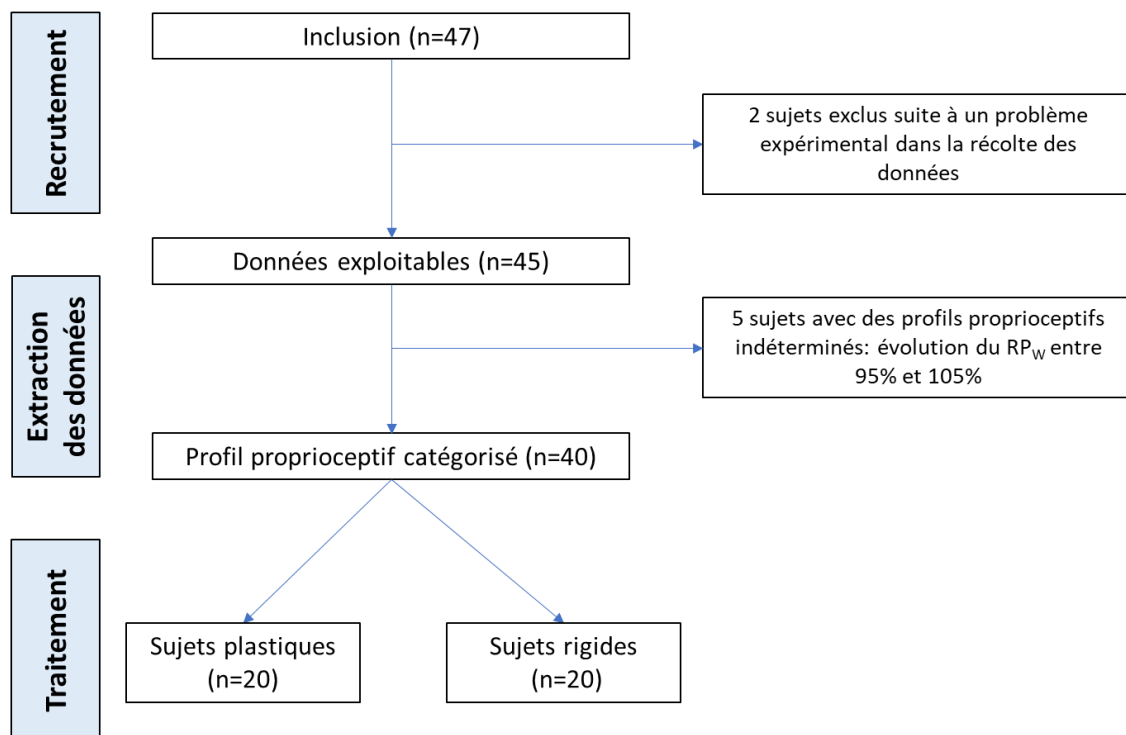 Recrutement
Inclusion (n=47)
2 sujets exclus suite à un problème
expérimental dans la récolte des
données
Extraction
des données
Données exploitables (n=45)
5 sujets avec des profils proprioceptifs
indéterminés: évolution du RPW entre
95% et 105%
Profil proprioceptif catégorisé (n=40)
Traitement
Sujets plastiques
(n=20)
Sujets rigides
(n=20)